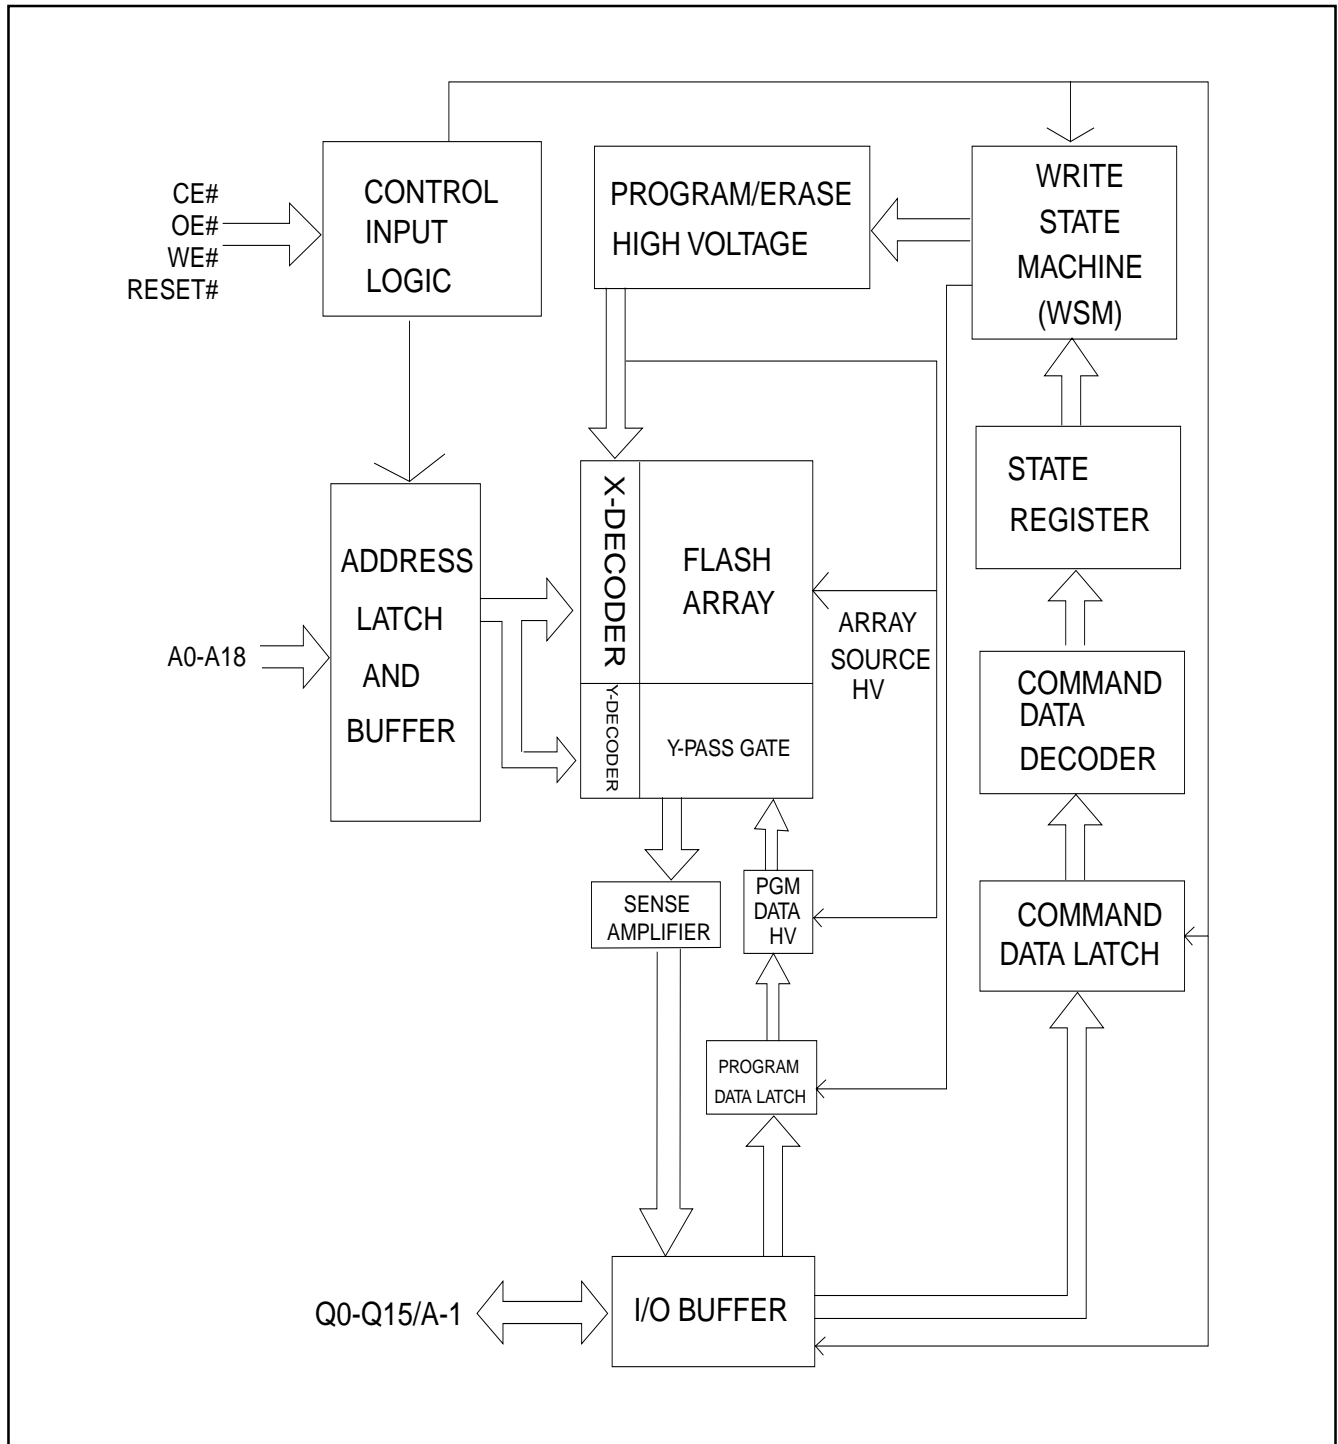 CE#
OE#
WE#
RESET#
CONTROL
INPUT
LOGIC
PROGRAM/ERASE
HIGH VOLTAGE
WRITE
STATE
MACHINE
(WSM)
STATE
REGISTER
X-DECODER
FLASH
ARRAY
ADDRESS
LATCH
AND
BUFFER
A0-A18
ARRAY
SOURCE
HV
Y-DECODER
Y-PASS GATE
COMMAND
DATA
DECODER
SENSE
AMPLIFIER
PGM
DATA
HV
COMMAND
DATA LATCH
PROGRAM
DATA LATCH
Q0-Q15/A-1
I/O BUFFER